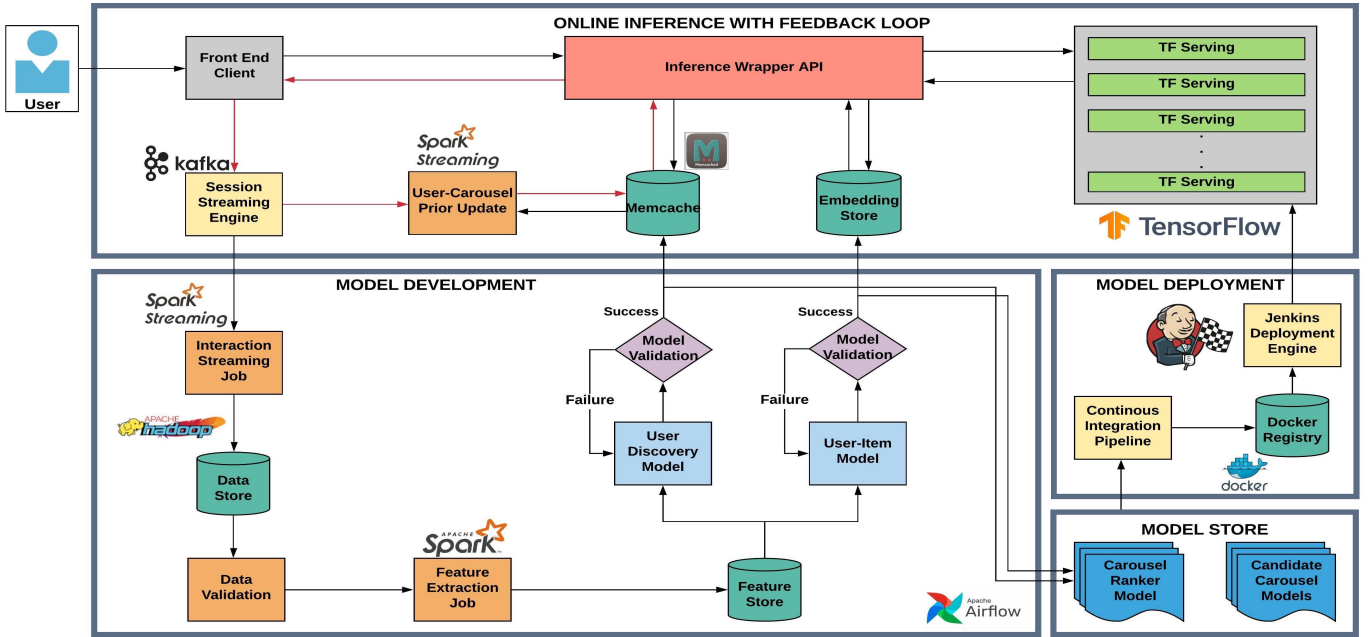 ONLINE INFERENCE WITH FEEDBACK LOOP
User
Front End
Client
Inference Wrapper API
TF Serving
TF Serving
TF Serving
.
.
.
TF Serving
TensorFlow
kafka
Session
Streaming
Engine
Spark
Streaming
User-Carousel
Prior Update
Memcached
Memcache
Embedding
Store
MODEL DEVELOPMENT
Spark
Streaming
Interaction
Streaming
Job
APACHE
hadoop
Data
Store
Data
Validation
APACHE
Spark
Feature
Extraction
Job
Feature
Store
Success
Model
Validation
Failure
User
Discovery
Model
Success
Model
Validation
Failure
User-Item
Model
Apache
Airflow
MODEL DEPLOYMENT
Jenkins
Deployment
Engine
Continous
Integration
Pipeline
Docker
Registry
docker
MODEL STORE
Carousel
Ranker
Model
Candidate
Carousel
Models